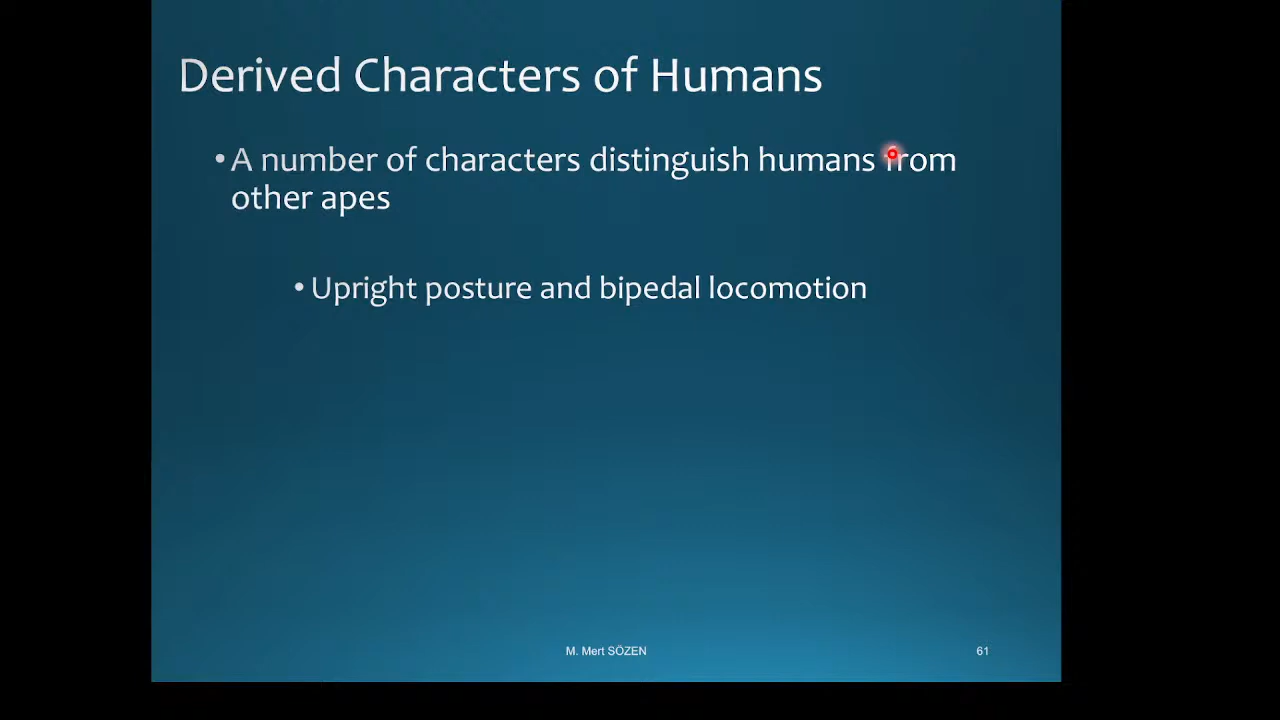 Derived Characters of Humans
•A number of characters distinguish humans from
other apes
• Upright posture and bipedal locomotion
M. Mert SÖZEN
61